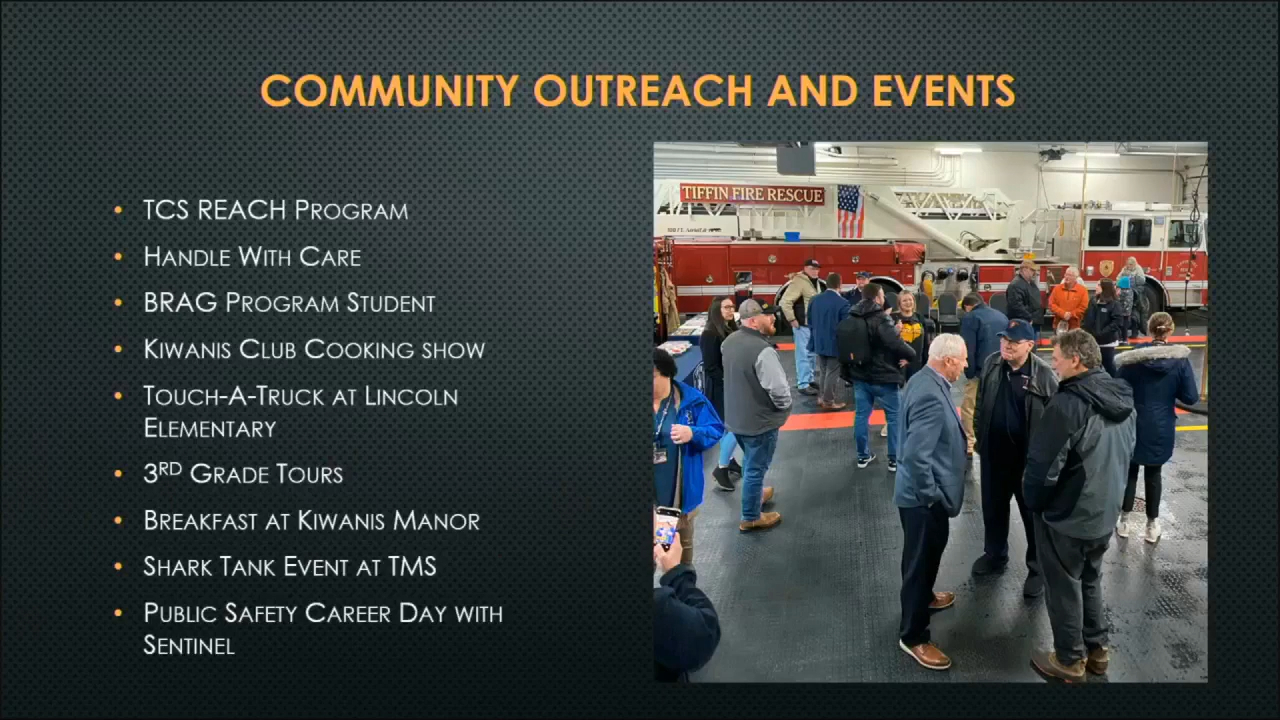 COMMUNITY OUTREACH AND EVENTS
TIFFIN FIRE RESCUE
• TCS REACH PROGRAM
• HANDLE WITH CARE
• BRAG PROGRAM STUDENT
• KIWANIS CLUB COOKING SHOW
• TOUCH-A-TRUCK AT LINCOLN
ELEMENTARY
• 3RD GRADE TOURS
• BREAKFAST AT KIWANIS MANOR
• SHARK TANK EVENT AT TMS
• PUBLIC SAFETY CAREER DAY WITH
SENTINEL